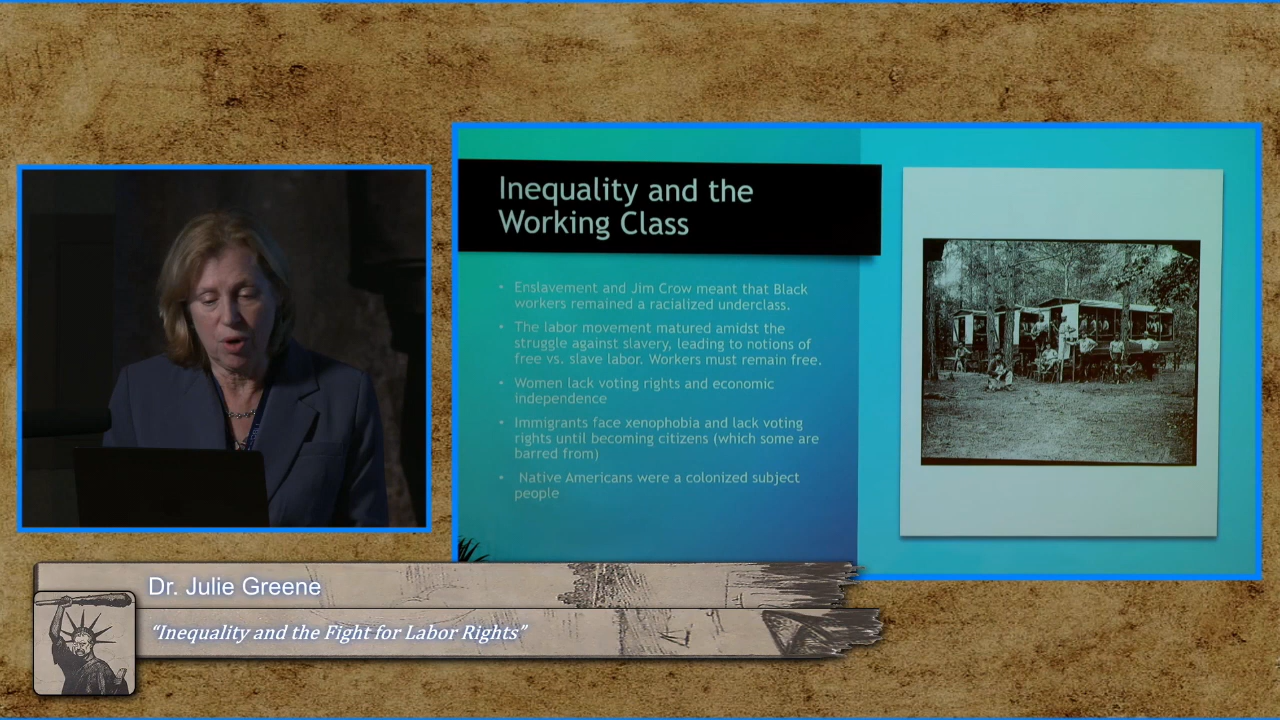 Inequality and the
Working Class
• Enslavement and Jim Crow meant that Black
workers remained a racialized underclass.
• The labor movement matured amidst the
struggle against slavery, leading to notions of
free vs. slave labor. Workers must remain free.
• Women lack voting rights and economic
independence
• Immigrants face xenophobia and lack voting
rights until becoming citizens (which some are
barred from)
• Native Americans were a colonized subject
people
Dr. Julie Greene
“Inequality and the Fight for Labor Rights”